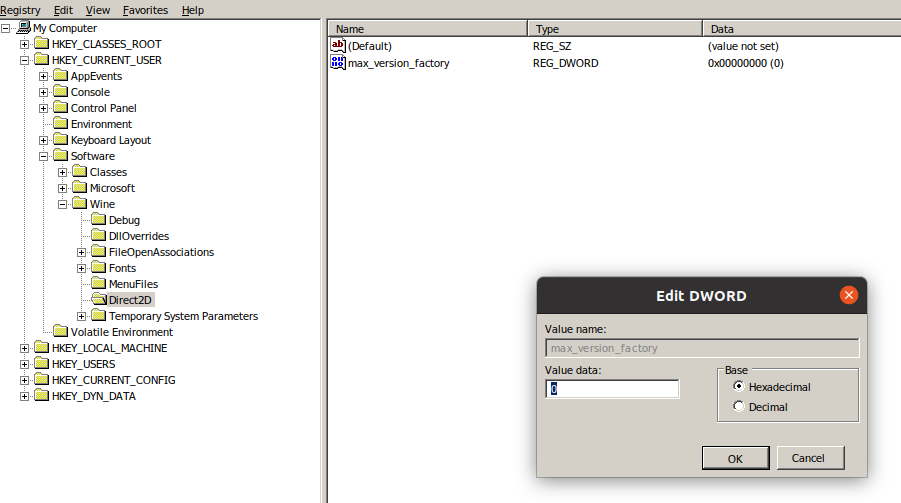 Registry Edit View Favorites Help
My Computer
HKEY_CLASSES_ROOT
HKEY_CURRENT_USER
AppEvents
Console
Control Panel
Environment
Keyboard Layout
Software
Classes
Microsoft
Wine
Debug
DllOverrides
FileOpenAssociations
Fonts
MenuFiles
Direct2D
Temporary System Parameters
Volatile Environment
HKEY_LOCAL_MACHINE
HKEY_USERS
HKEY_CURRENT_CONFIG
HKEY_DYN_DATA
Name Type Data
(Default) REG_SZ (value not set)
max_version_factory REG_DWORD 0x00000000 (0)
Edit DWORD
Value name:
max_version_factory
Value data:
0
Base
Hexadecimal
Decimal
OK Cancel